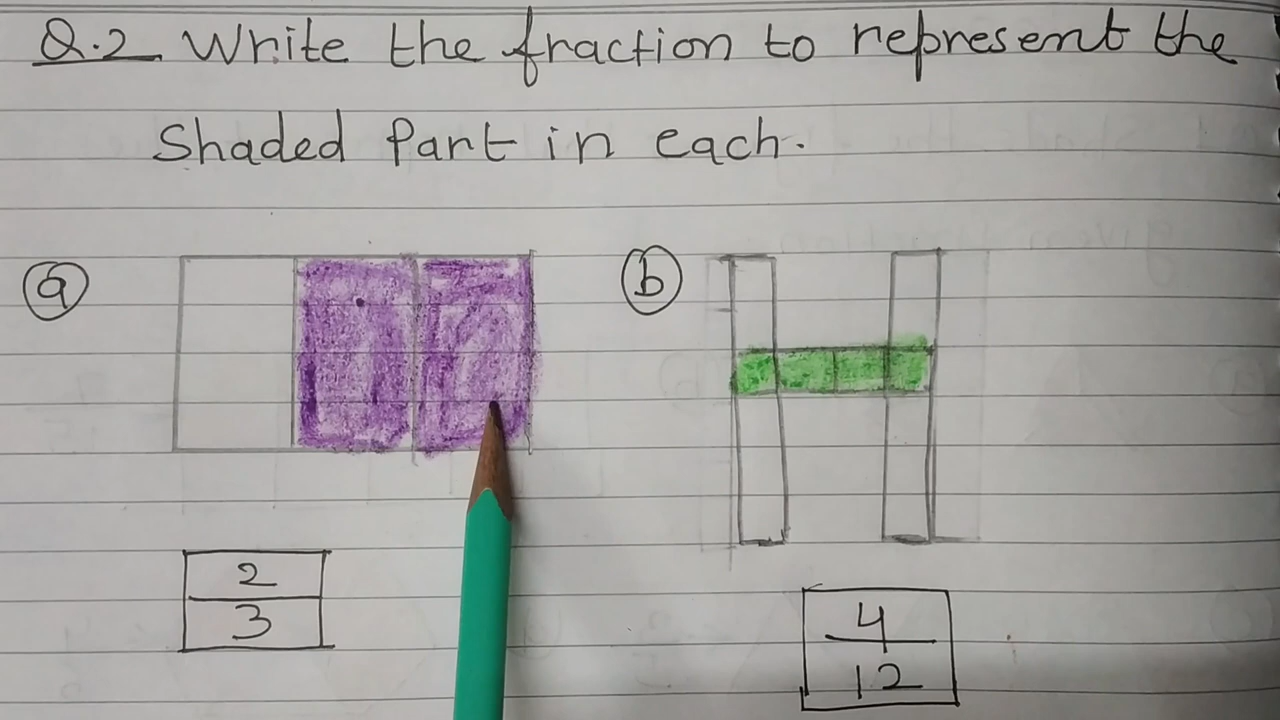 Q.2. Write the fraction to represent the
Shaded Part in each.
a
b
2
3
4
12